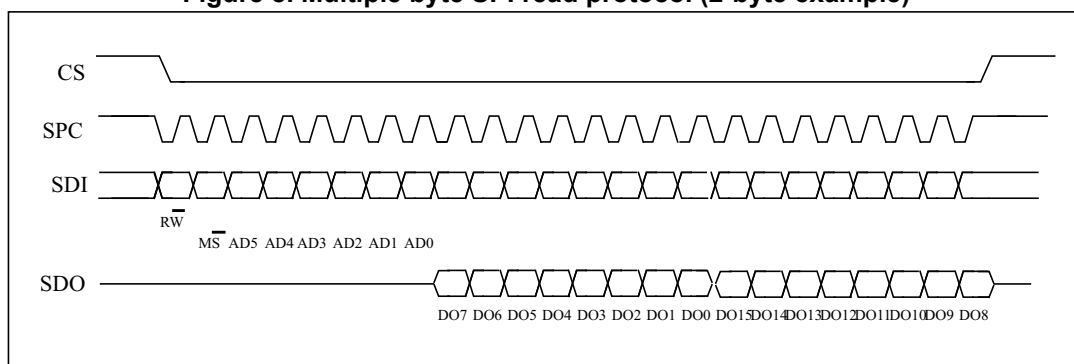 Figure 8. Multiple byte SPI read protocol (2-byte example)
CS
SPC
SDI
RW
MS AD5 AD4 AD3 AD2 AD1 AD0
SDO
DO7 DO6 DO5 DO4 DO3 DO2 DO1 DO0 DO15 DO14 DO13 DO12 DO11 DO10 DO9 DO8